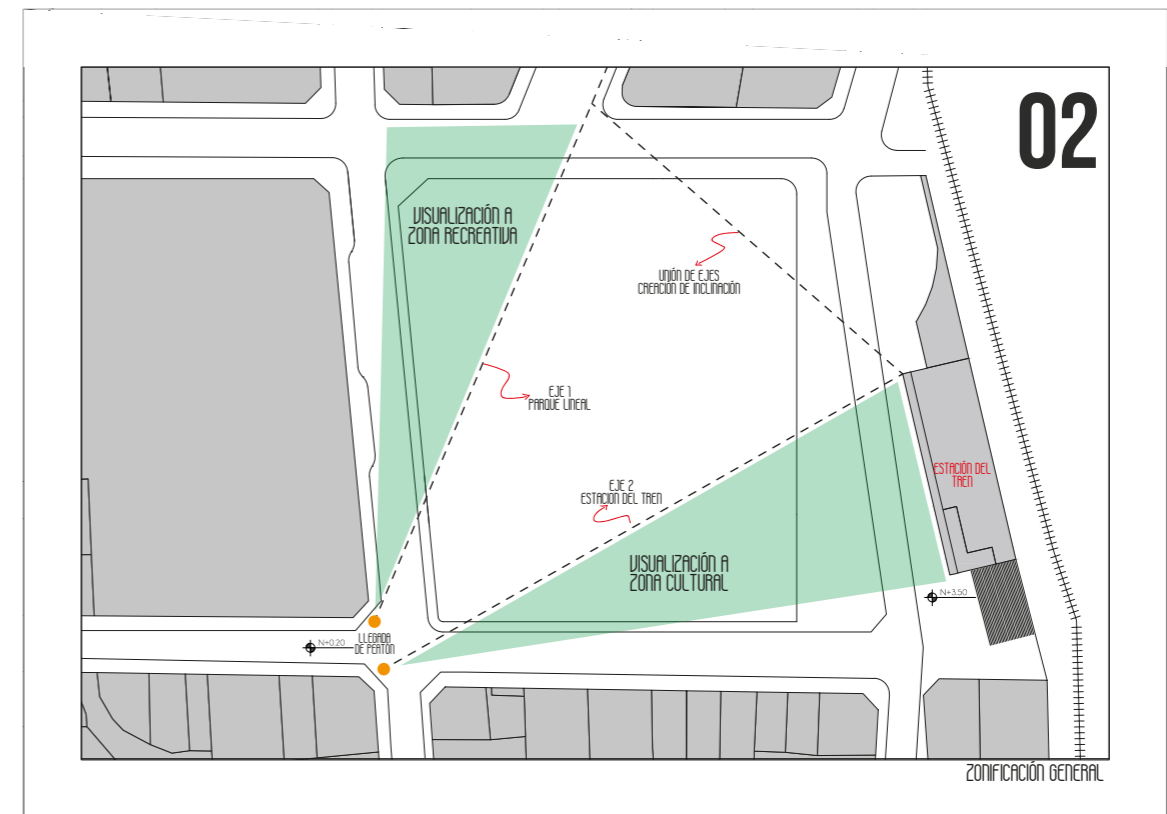 02
VISUALIZACIÓN A
ZONA RECREATIVA
UNIÓN DE EJES
CREACIÓN DE INCLINACIÓN
EJE 1
PARQUE LINEAL
EJE 2
ESTACIÓN DEL TREN
ESTACIÓN DEL
TREN
VISUALIZACIÓN A
ZONA CULTURAL
N+3.50
N+0.20
LLEGADA
DE PEATÓN
ZONIFICACIÓN GENERAL